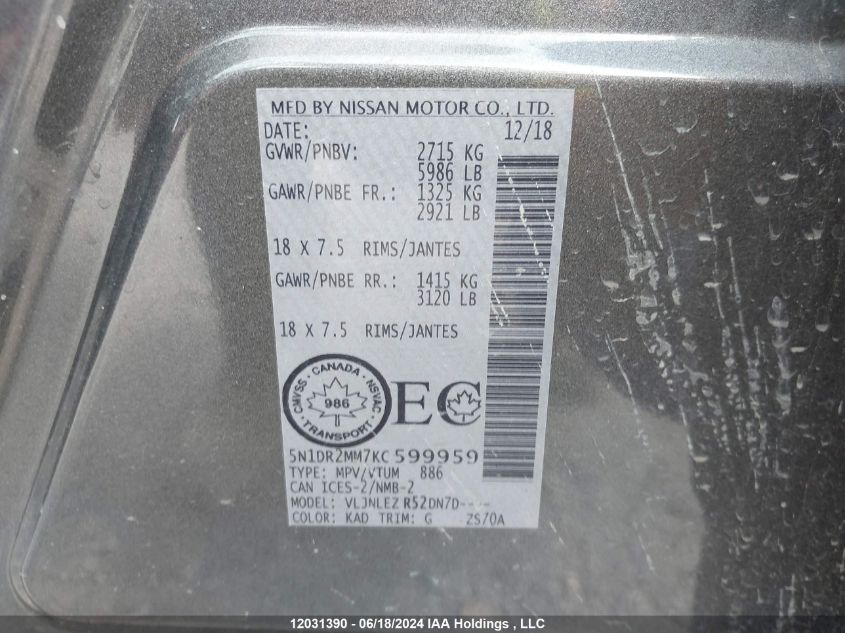 MFD BY NISSAN MOTOR CO., LTD.
DATE: 12/18
GVWR/PNBV: 2715 KG
5986 LB
GAWR/PNBE FR.: 1325 KG
2921 LB
18 X 7.5 RIMS/JANTES
GAWR/PNBE RR.: 1415 KG
3120 LB
18 X 7.5 RIMS/JANTES
CANADA
CMVSS 986 NSVAC
TRANSPORT
EC
5N1DR2MM7KC599959
TYPE: MPV/VTUM 886
CAN ICES-2/NMB-2
MODEL: VLJNLEZ R52DN7D----
COLOR: KAD TRIM: G ZS70A
12031390 - 06/18/2024 IAA Holdings , LLC